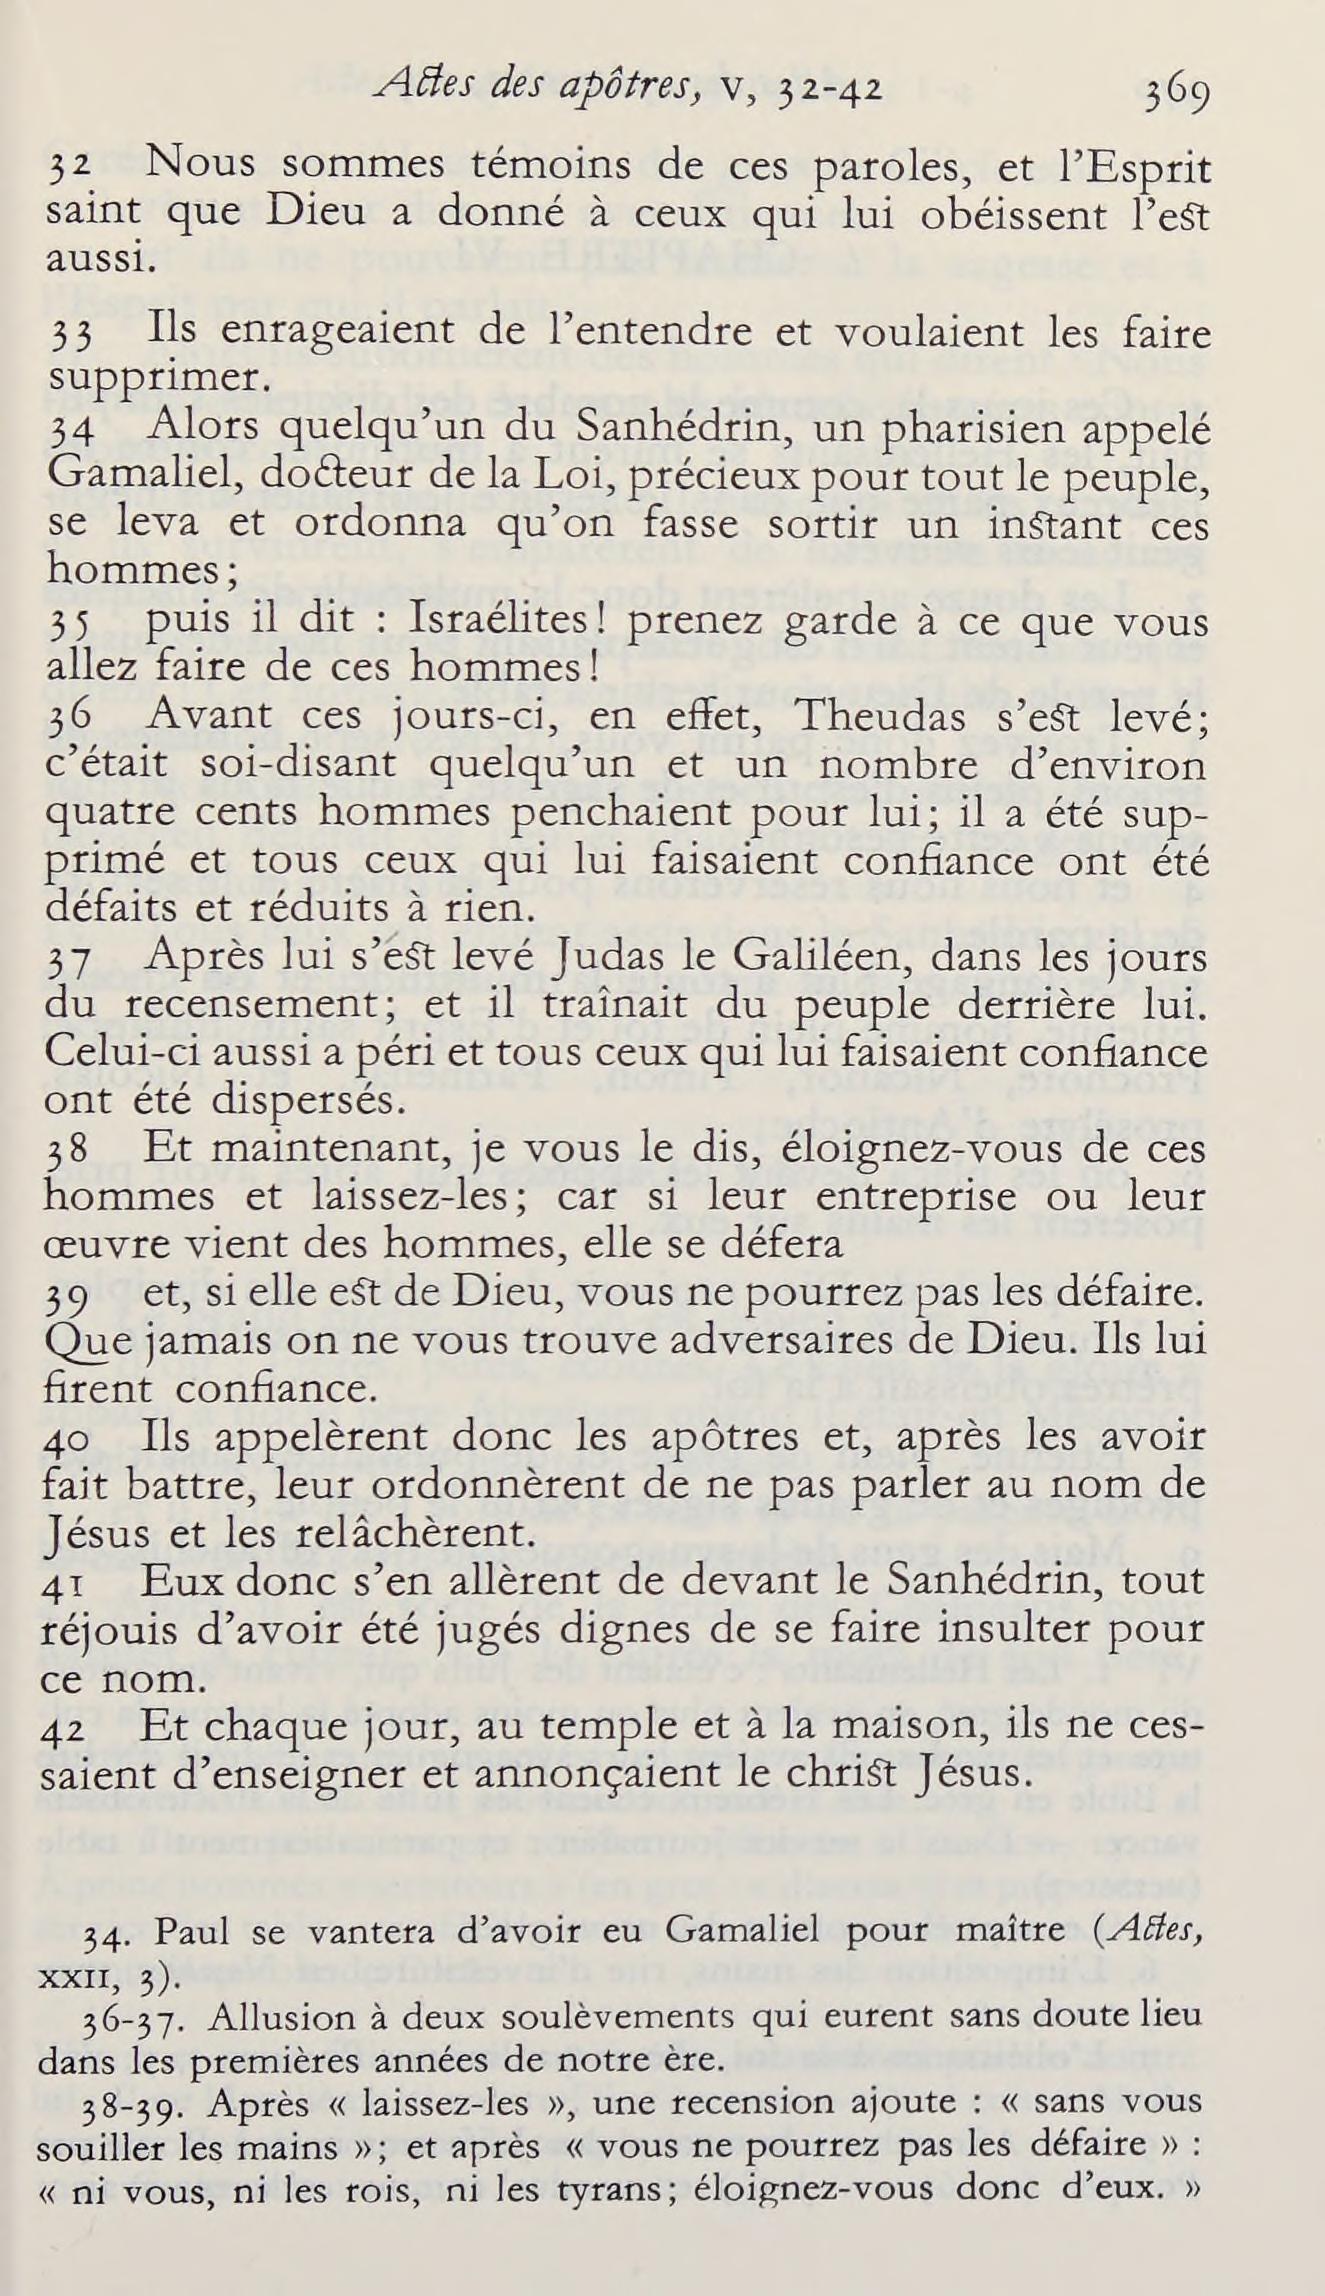 Actes des apôtres, V, 32-42 369
32 Nous sommes témoins de ces paroles, et l’Esprit
saint que Dieu a donné à ceux qui lui obéissent l’est
aussi.
33 Ils enrageaient de l’entendre et voulaient les faire
supprimer.
34 Alors quelqu’un du Sanhédrin, un pharisien appelé
Gamaliel, docteur de la Loi, précieux pour tout le peuple,
se leva et ordonna qu’on fasse sortir un instant ces
hommes ;
35 puis il dit : Israélites ! prenez garde à ce que vous
allez faire de ces hommes !
36 Avant ces jours-ci, en effet, Theudas s’est levé ;
c’était soi-disant quelqu’un et un nombre d’environ
quatre cents hommes penchaient pour lui ; il a été sup-
primé et tous ceux qui lui faisaient confiance ont été
défaits et réduits à rien.
37 Après lui s’est levé Judas le Galiléen, dans les jours
du recensement ; et il traînait du peuple derrière lui.
Celui-ci aussi a péri et tous ceux qui lui faisaient confiance
ont été dispersés.
38 Et maintenant, je vous le dis, éloignez-vous de ces
hommes et laissez-les ; car si leur entreprise ou leur
œuvre vient des hommes, elle se défera
39 et, si elle est de Dieu, vous ne pourrez pas les défaire.
Que jamais on ne vous trouve adversaires de Dieu. Ils lui
firent confiance.
40 Ils appelèrent donc les apôtres et, après les avoir
fait battre, leur ordonnèrent de ne pas parler au nom de
Jésus et les relâchèrent.
41 Eux donc s’en allèrent de devant le Sanhédrin, tout
réjouis d’avoir été jugés dignes de se faire insulter pour
ce nom.
42 Et chaque jour, au temple et à la maison, ils ne ces-
saient d’enseigner et annonçaient le christ Jésus.
34. Paul se vantera d’avoir eu Gamaliel pour maître (Actes,
XXII, 3).
36-37. Allusion à deux soulèvements qui eurent sans doute lieu
dans les premières années de notre ère.
38-39. Après « laissez-les », une recension ajoute : « sans vous
souiller les mains » ; et après « vous ne pourrez pas les défaire » :
« ni vous, ni les rois, ni les tyrans ; éloignez-vous donc d’eux. »